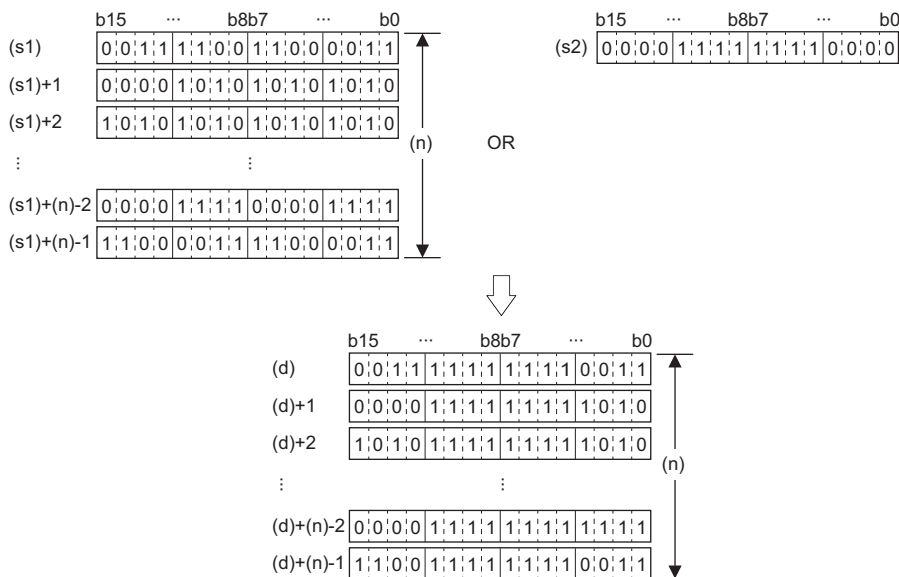 b15 ... b8b7 ... b0
(s1) 0 0 1 1 1 1 0 0 1 1 0 0 0 0 1 1
(s1)+1 0 0 0 0 1 0 1 0 1 0 1 0 1 0 1 0
(s1)+2 1 0 1 0 1 0 1 0 1 0 1 0 1 0 1 0
⋮ ⋮
(s1)+(n)-2 0 0 0 0 1 1 1 1 0 0 0 0 1 1 1 1
(s1)+(n)-1 1 1 0 0 0 0 1 1 1 1 0 0 0 0 1 1
(n)
OR
b15 ... b8b7 ... b0
(s2) 0 0 0 0 1 1 1 1 1 1 1 1 0 0 0 0
b15 ... b8b7 ... b0
(d) 0 0 1 1 1 1 1 1 1 1 1 1 0 0 1 1
(d)+1 0 0 0 0 1 1 1 1 1 1 1 1 1 0 1 0
(d)+2 1 0 1 0 1 1 1 1 1 1 1 1 1 0 1 0
⋮ ⋮
(d)+(n)-2 0 0 0 0 1 1 1 1 1 1 1 1 1 1 1 1
(d)+(n)-1 1 1 0 0 1 1 1 1 1 1 1 1 0 0 1 1
(n)